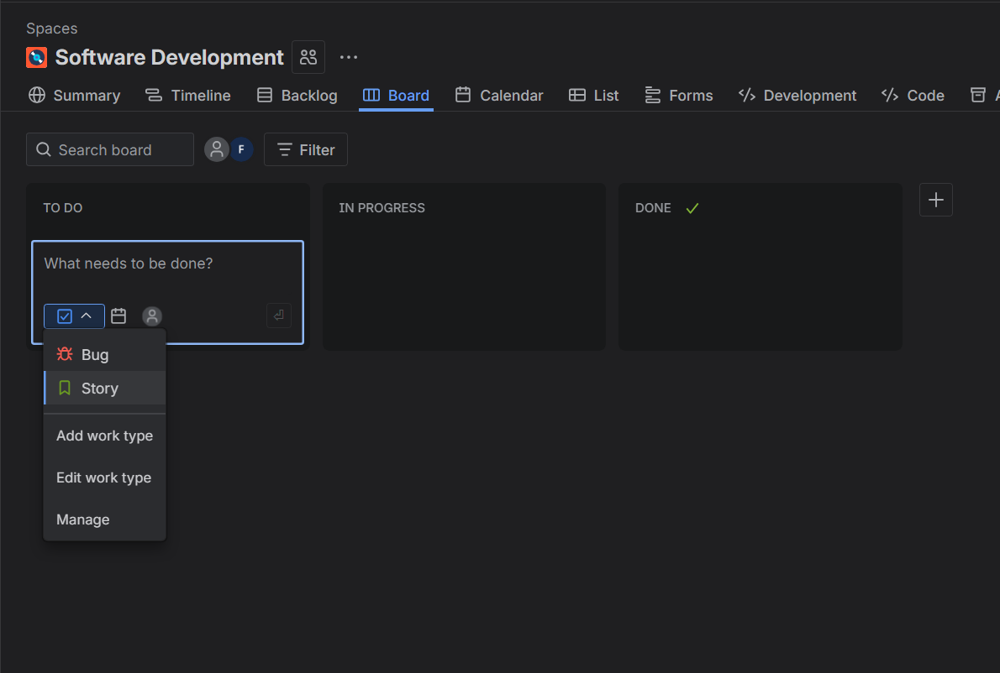 Spaces
Software Development
Summary Timeline Backlog Board Calendar List Forms Development Code
Search board F Filter
TO DO IN PROGRESS DONE
What needs to be done?
Bug
Story
Add work type
Edit work type
Manage